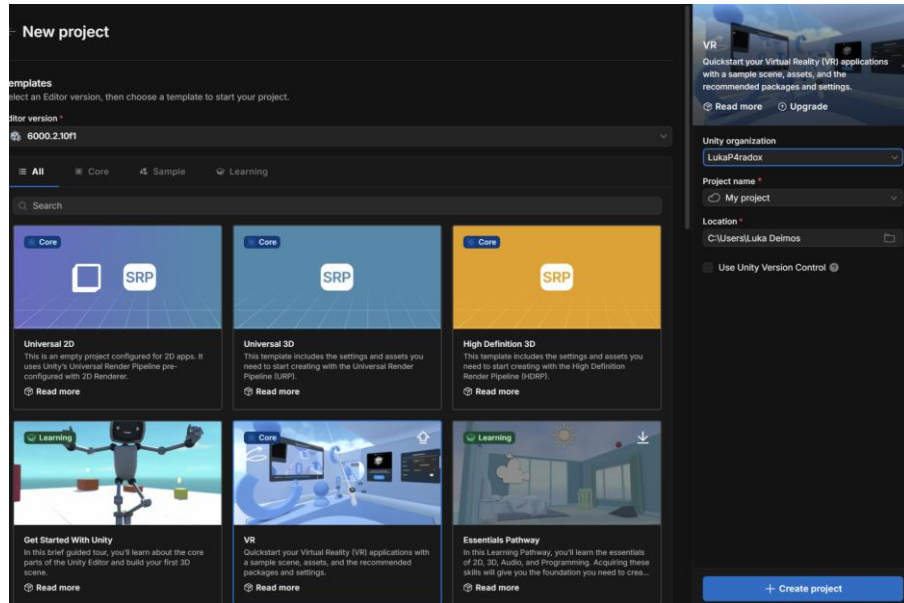 New project
emplates
elect an Editor version, then choose a template to start your project.
ditor version *
6000.2.10f1
All
Core
Sample
Learning
Search
Core
SRP
Universal 2D
This is an empty project configured for 2D apps. It
uses Unity's Universal Render Pipeline pre-
configured with 2D Renderer.
Read more
Core
SRP
Universal 3D
This template includes the settings and assets you
need to start creating with the Universal Render
Pipeline (URP).
Read more
Core
SRP
High Definition 3D
This template includes the settings and assets you
need to start creating with the High Definition
Render Pipeline (HDRP).
Read more
Learning
Get Started With Unity
In this brief guided tour, you'll learn about the core
parts of the Unity Editor and build your first 3D
scene.
Read more
Core
VR
Quickstart your Virtual Reality (VR) applications with
a sample scene, assets, and the recommended
packages and settings.
Read more
Learning
Essentials Pathway
In this Learning Pathway, you'll learn the essentials
of 2D, 3D, Audio, and Programming. Acquiring these
skills will give you the foundation you need to crea...
Read more
VR
Quickstart your Virtual Reality (VR) applications
with a sample scene, assets, and the
recommended packages and settings.
Read more
Upgrade
Unity organization
LukaP4radox
Project name *
My project
Location *
C:\Users\Luka Deimos
Use Unity Version Control
+ Create project